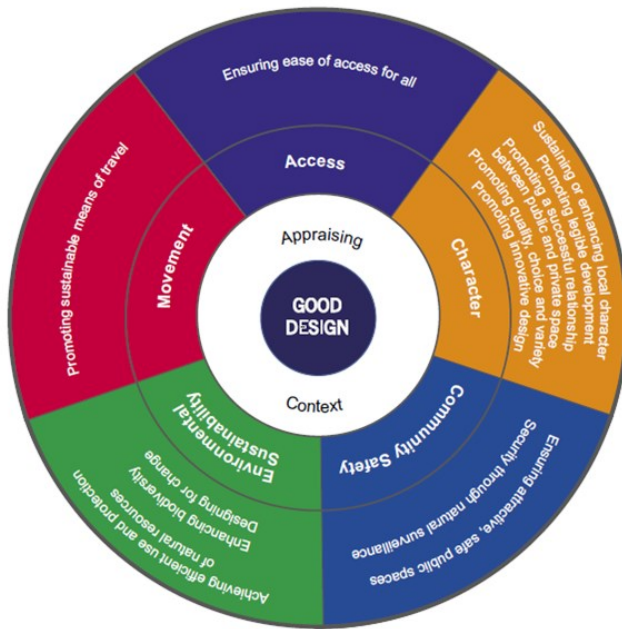 Ensuring ease of access for all
Access
Sustaining or enhancing local character
Promoting legible development
Promoting a successful relationship
between public and private space
Promoting quality, choice and variety
Promoting innovative design
Character
Community Safety
Ensuring attractive, safe public spaces
Security through natural surveillance
Environmental
Sustainability
Achieving efficient use and protection
of natural resources
Enhancing biodiversity
Designing for change
Movement
Promoting sustainable means of travel
Appraising
GOOD
DESIGN
Context